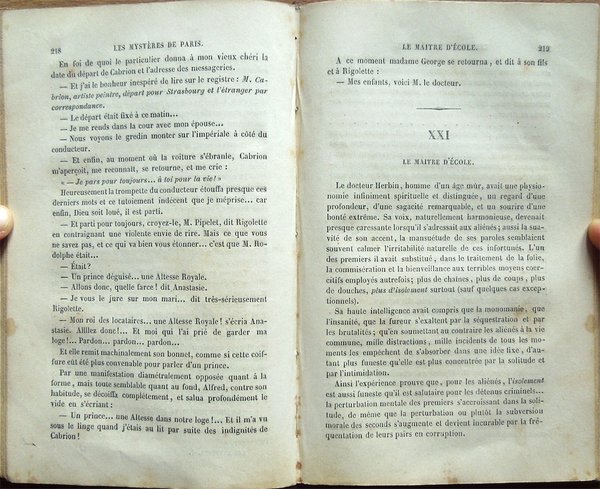 218
LES MYSTÈRES DE PARIS.
En foi de quoi le particulier donna à mon vieux chéri la
date du départ de Cabrion et l'adresse des messageries.
— Et j'ai le bonheur inespéré de lire sur le registre : M. Ca-
brion, artiste peintre, départ pour Strasbourg et l'étranger par
correspondance.
— Le départ était fixé à ce matin...
— Je me rends dans la cour avec mon épouse...
— Nous voyons le gredin monter sur l'impériale à côté du
conducteur.
— Et enfin, au moment où la voiture s'ébranle, Cabrion
m'aperçoit, me reconnaît, se retourne, et me crie :
« — Je pars pour toujours... à toi pour la vie! »
Heureusement la trompette du conducteur étouffa presque ces
derniers mots et ce tutoiement indécent que je méprise... car
enfin, Dieu soit loué, il est parti.
— Et parti pour toujours, croyez-le, M. Pipelet, dit Rigolette
en contraignant une violente envie de rire. Mais ce que vous
ne savez pas, et ce qui va bien vous étonner... c'est que M. Ro-
dolphe était...
— Était?
— Un prince déguisé... une Altesse Royale.
— Allons donc, quelle farce! dit Anastasie.
— Je vous le jure sur mon mari... dit très-sérieusement
Rigolette.
— Mon roi des locataires... une Altesse Royale! s'écria Ana-
stasie. Alllez donc!... Et moi qui l'ai prié de garder ma
loge!... Pardon... pardon... pardon...
Et elle remit machinalement son bonnet, comme si cette coif-
fure eût été plus convenable pour parler d'un prince.
Par une manifestation diamétralement opposée quant à la
forme, mais toute semblable quant au fond, Alfred, contre son
habitude, se décoiffa complétement, et salua profondément le
vide en s'écriant :
— Un prince... une Altesse dans notre loge!... Et il m'a vu
sous le linge quand j'étais au lit par suite des indignités de
Cabrion!
LE MAITRE D'ÉCOLE.
219
A ce moment madame George se retourna, et dit à son fils
et à Rigolette :
— Mes enfants, voici M. le docteur.
XXI
LE MAITRE D'ÉCOLE.
Le docteur Herbin, homme d'un âge mûr, avait une physio-
nomie infiniment spirituelle et distinguée, un regard d'une
profondeur, d'une sagacité remarquable, et un sourire d'une
bonté extrême. Sa voix, naturellement harmonieuse, devenait
presque caressante lorsqu'il s'adressait aux aliénés; aussi la sua-
vité de son accent, la mansuétude de ses paroles semblaient
souvent calmer l'irritabilité naturelle de ces infortunés. L'un
des premiers il avait substitué, dans le traitement de la folie,
la commisération et la bienveillance aux terribles moyens coer-
citifs employés autrefois; plus de chaînes, plus de coups, plus
de douches, plus d'isolement surtout (sauf quelques cas excep-
tionnels).
Sa haute intelligence avait compris que la monomanie, que
l'insanité, que la fureur s'exaltent par la séquestration et par
les brutalités; qu'en soumettant au contraire les aliénés à la vie
commune, mille distractions, mille incidents de tous les mo-
ments les empêchent de s'absorber dans une idée fixe, d'au-
tant plus funeste qu'elle est plus concentrée par la solitude et
par l'intimidation.
Ainsi l'expérience prouve que, pour les aliénés, l'isolement
est aussi funeste qu'il est salutaire pour les détenus criminels...
la perturbation mentale des premiers s'accroissant dans la soli-
tude, de même que la perturbation ou plutôt la subversion
morale des seconds s'augmente et devient incurable par la fré-
quentation de leurs pairs en corruption.